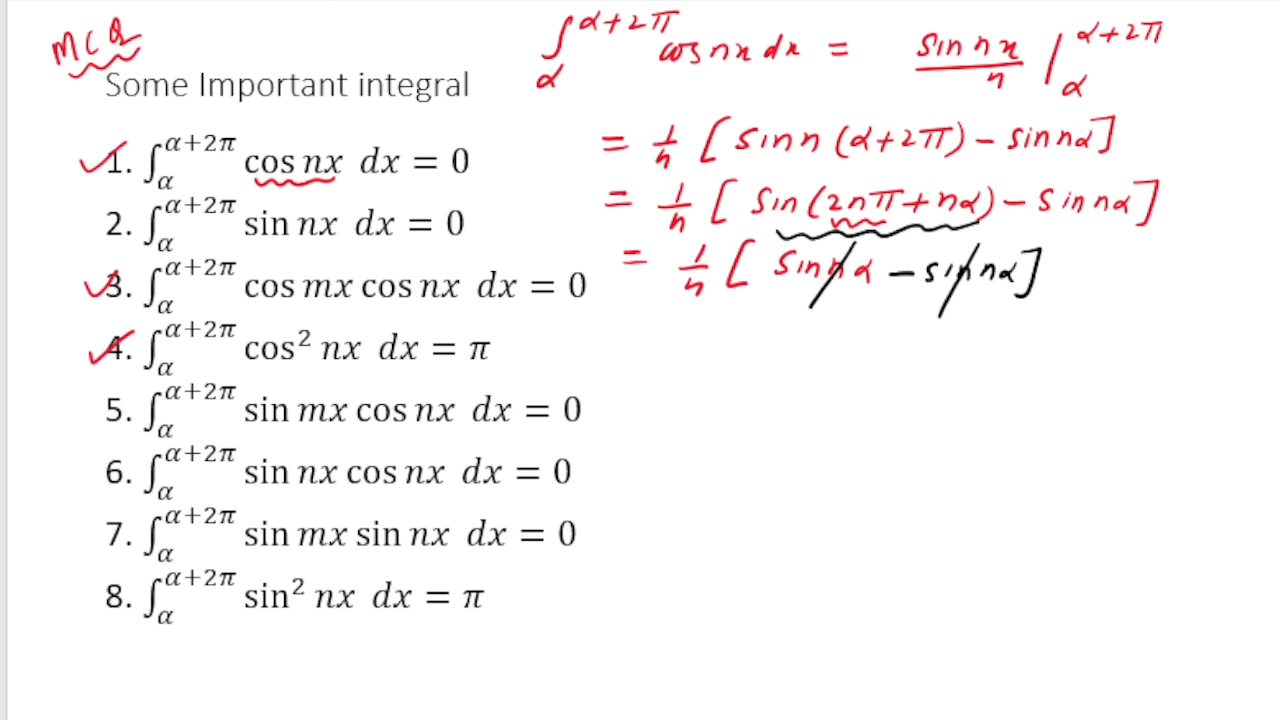 MCQ
Some Important integral
1. ∫_α^{α+2π} cos nx dx = 0
2. ∫_α^{α+2π} sin nx dx = 0
3. ∫_α^{α+2π} cos mx cos nx dx = 0
4. ∫_α^{α+2π} cos² nx dx = π
5. ∫_α^{α+2π} sin mx cos nx dx = 0
6. ∫_α^{α+2π} sin nx cos nx dx = 0
7. ∫_α^{α+2π} sin mx sin nx dx = 0
8. ∫_α^{α+2π} sin² nx dx = π
∫_α^{α+2π} cos nx dx = sin nx / n |_α^{α+2π}
= 1/n [sin n (α+2π) – sin nα]
= 1/n [sin (2nπ + nα) – sin nα]
= 1/n [sin nα – sin nα]